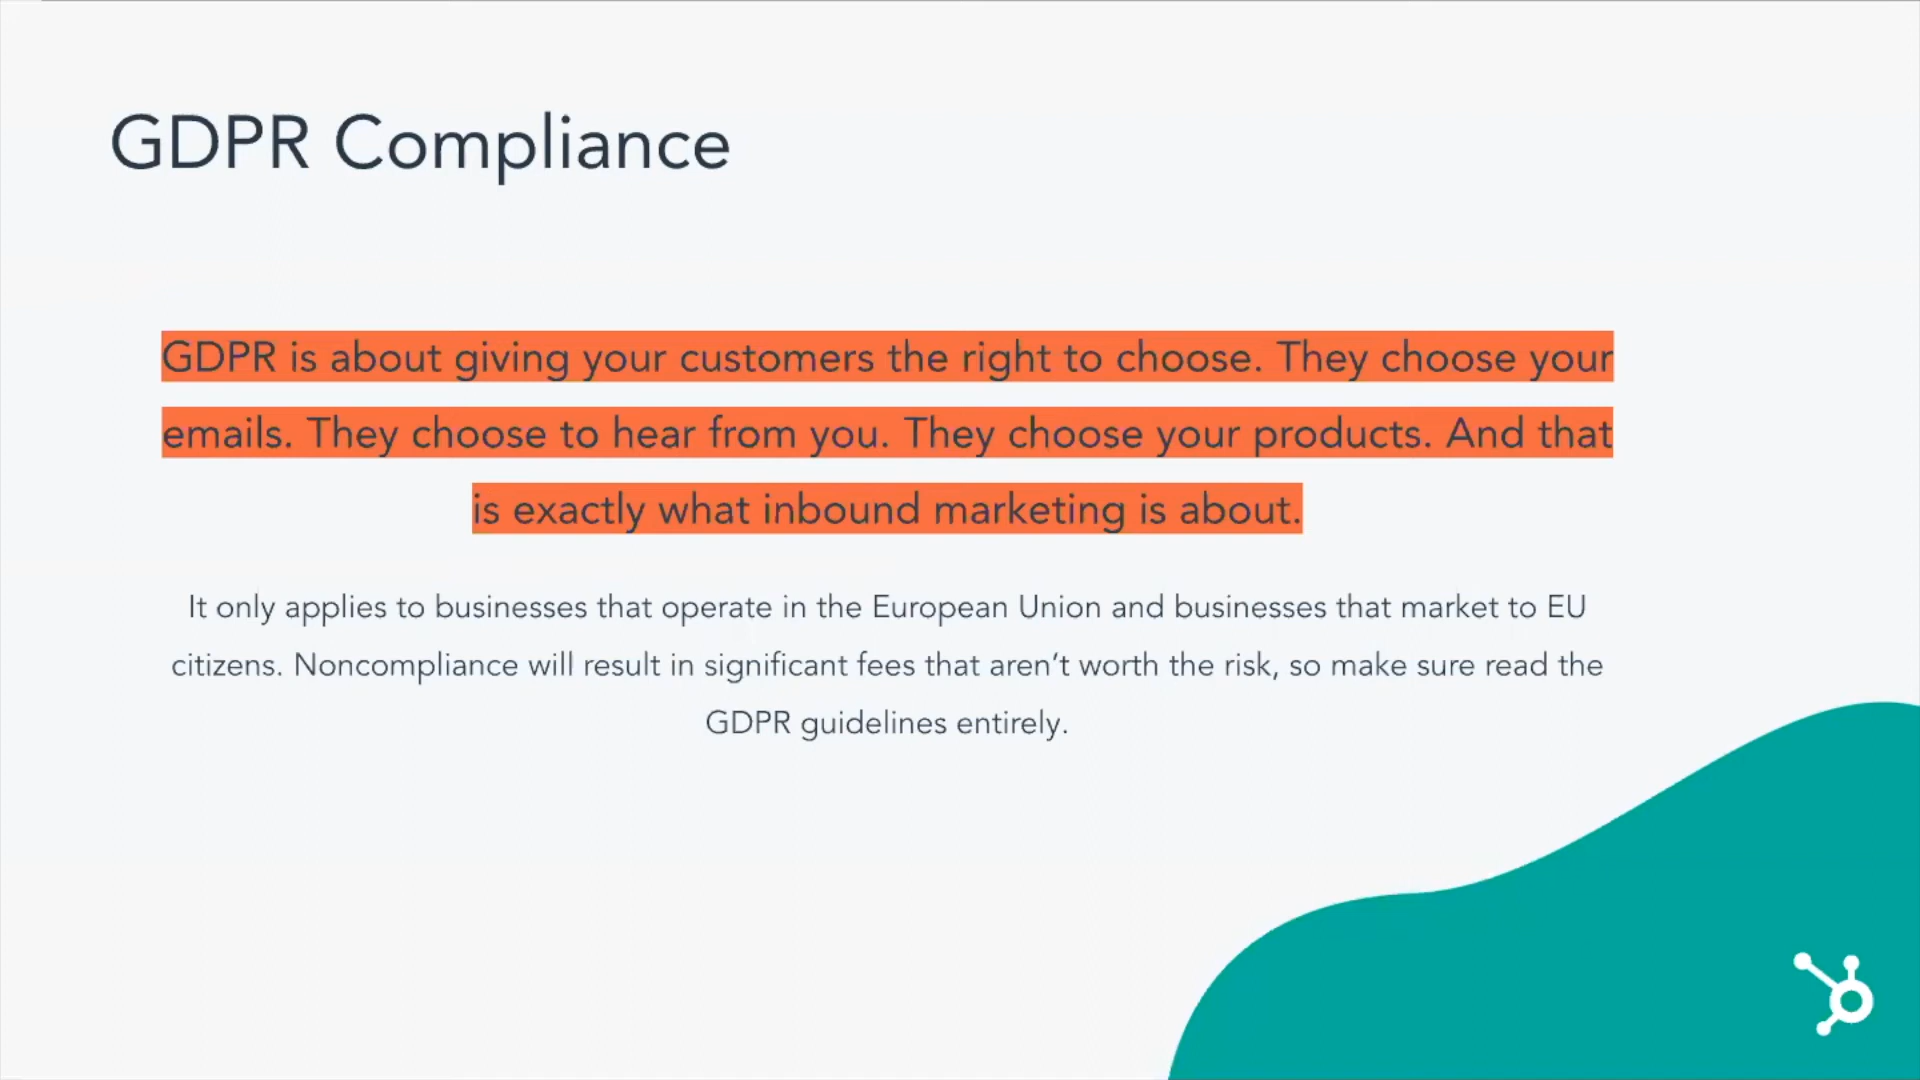 GDPR Compliance
GDPR is about giving your customers the right to choose. They choose your
emails. They choose to hear from you. They choose your products. And that
is exactly what inbound marketing is about.
It only applies to businesses that operate in the European Union and businesses that market to EU
citizens. Noncompliance will result in significant fees that aren’t worth the risk, so make sure read the
GDPR guidelines entirely.